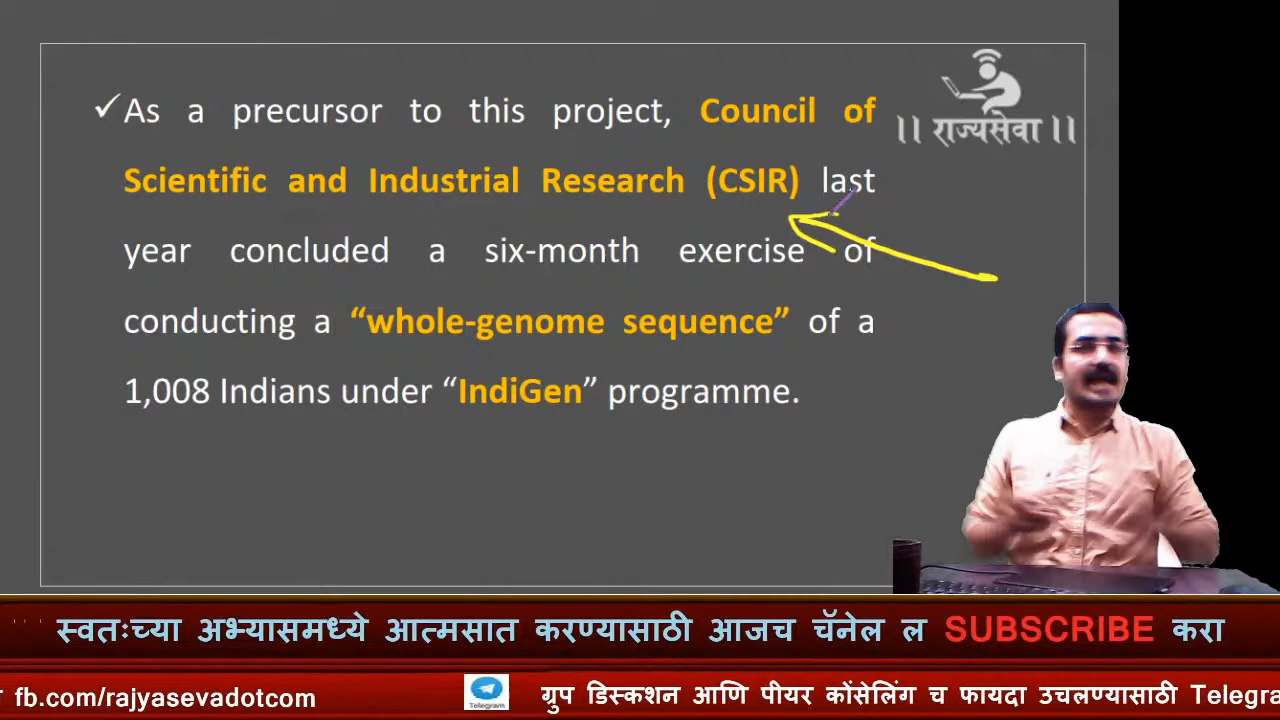 ✓As a precursor to this project, Council of
Scientific and Industrial Research (CSIR) last
year concluded a six-month exercise of
conducting a “whole-genome sequence” of a
1,008 Indians under “IndiGen” programme.
।। राज्यसेवा ।।
स्वतःच्या अभ्यासमध्ये आत्मसात करण्यासाठी आजच चॅनेल ल SUBSCRIBE करा
fb.com/rajyasevadotcom
Telegram
ग्रुप डिस्कशन आणि पीयर कोंसेलिंग च फायदा उचलण्यासाठी Telegra